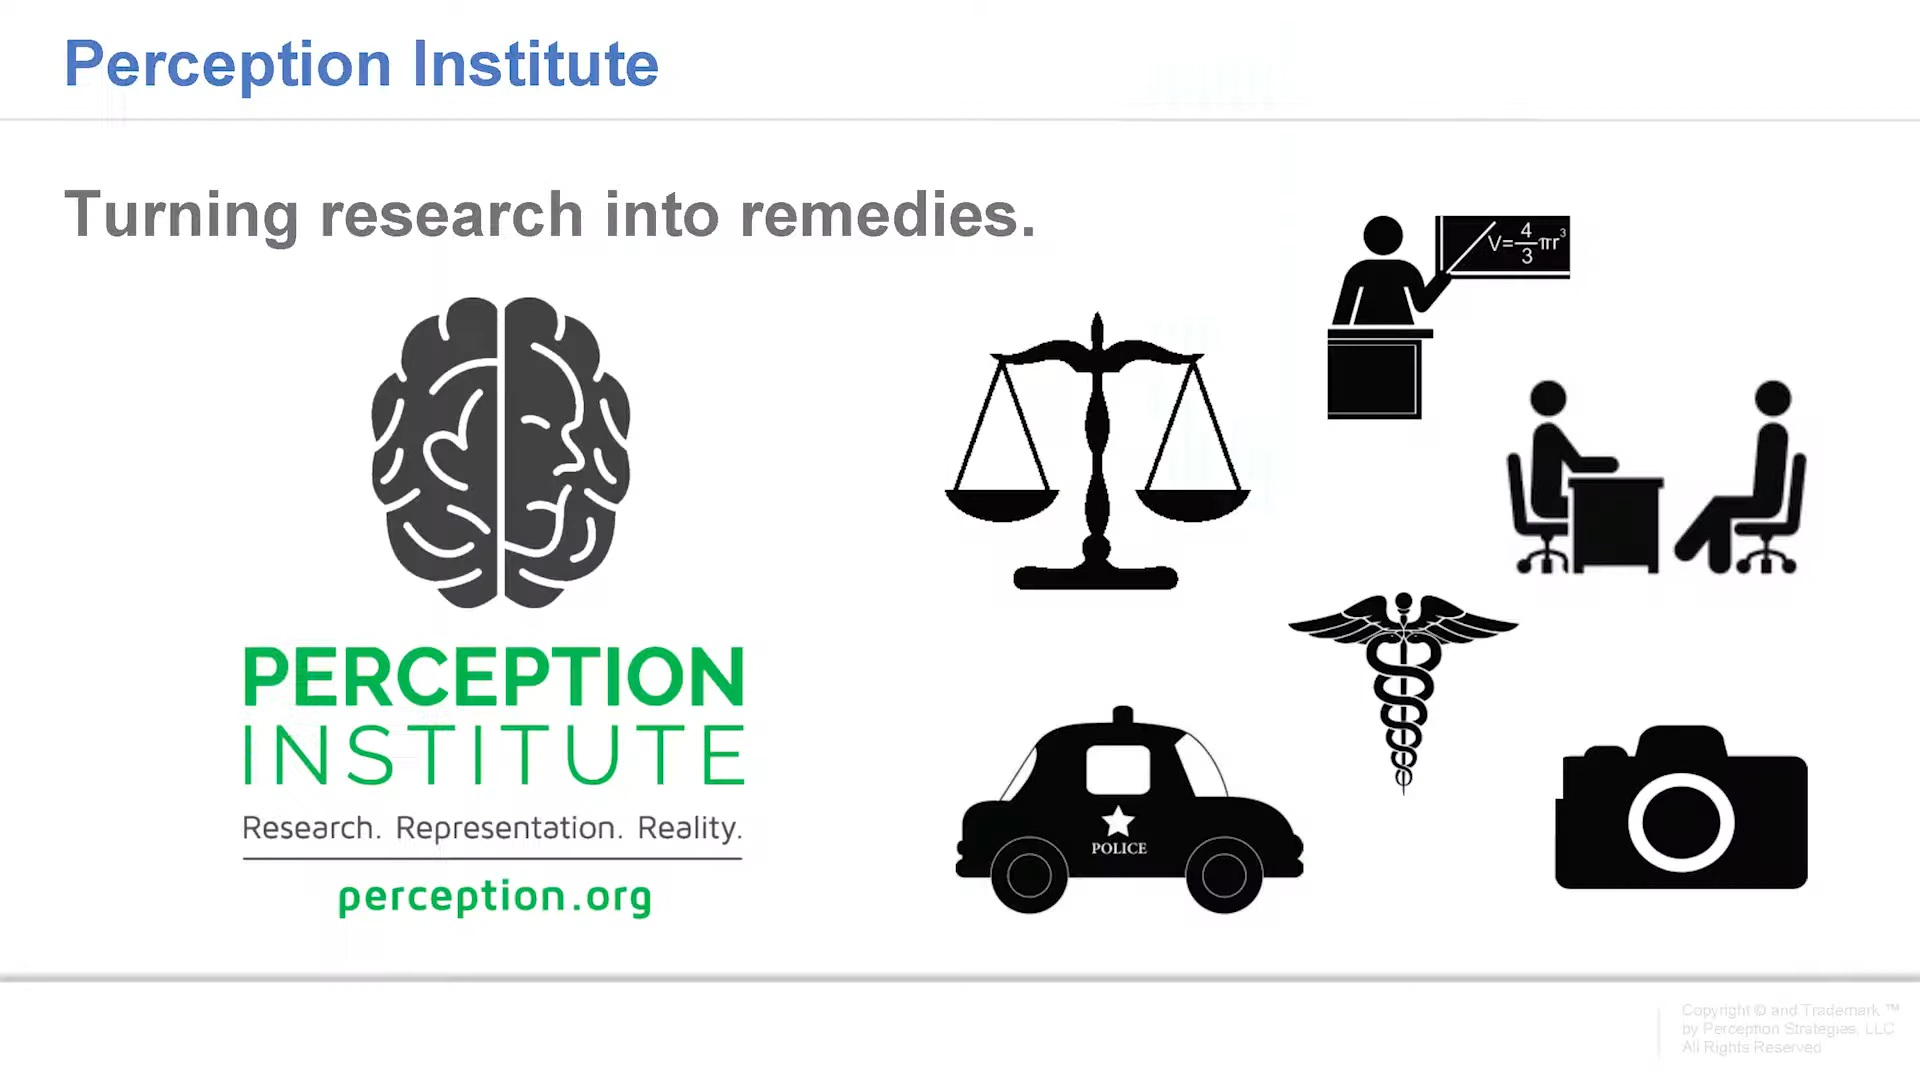 Perception Institute
Turning research into remedies.
V=4/3πr³
PERCEPTION
INSTITUTE
Research. Representation. Reality.
perception.org
POLICE
Copyright © and Trademark ™
by Perception Strategies, LLC
All Rights Reserved